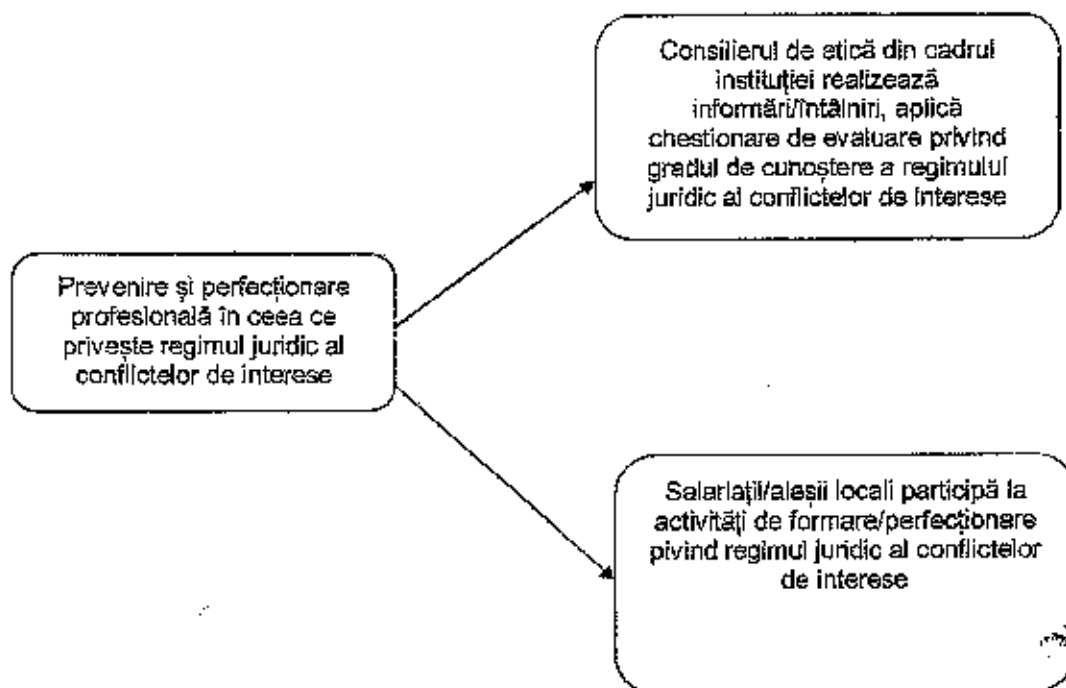 Consilierul de etică din cadrul
instituției realizează
informări/întâlniri, aplică
chestionare de evaluare privind
gradul de cunoștere a regimului
juridic al conflictelor de interese
Prevenire și perfecționare
profesională în ceea ce
privește regimul juridic al
conflictelor de interese
Salariații/aleșii locali participă la
activități de formare/perfecționare
pivind regimul juridic al conflictelor
de interese